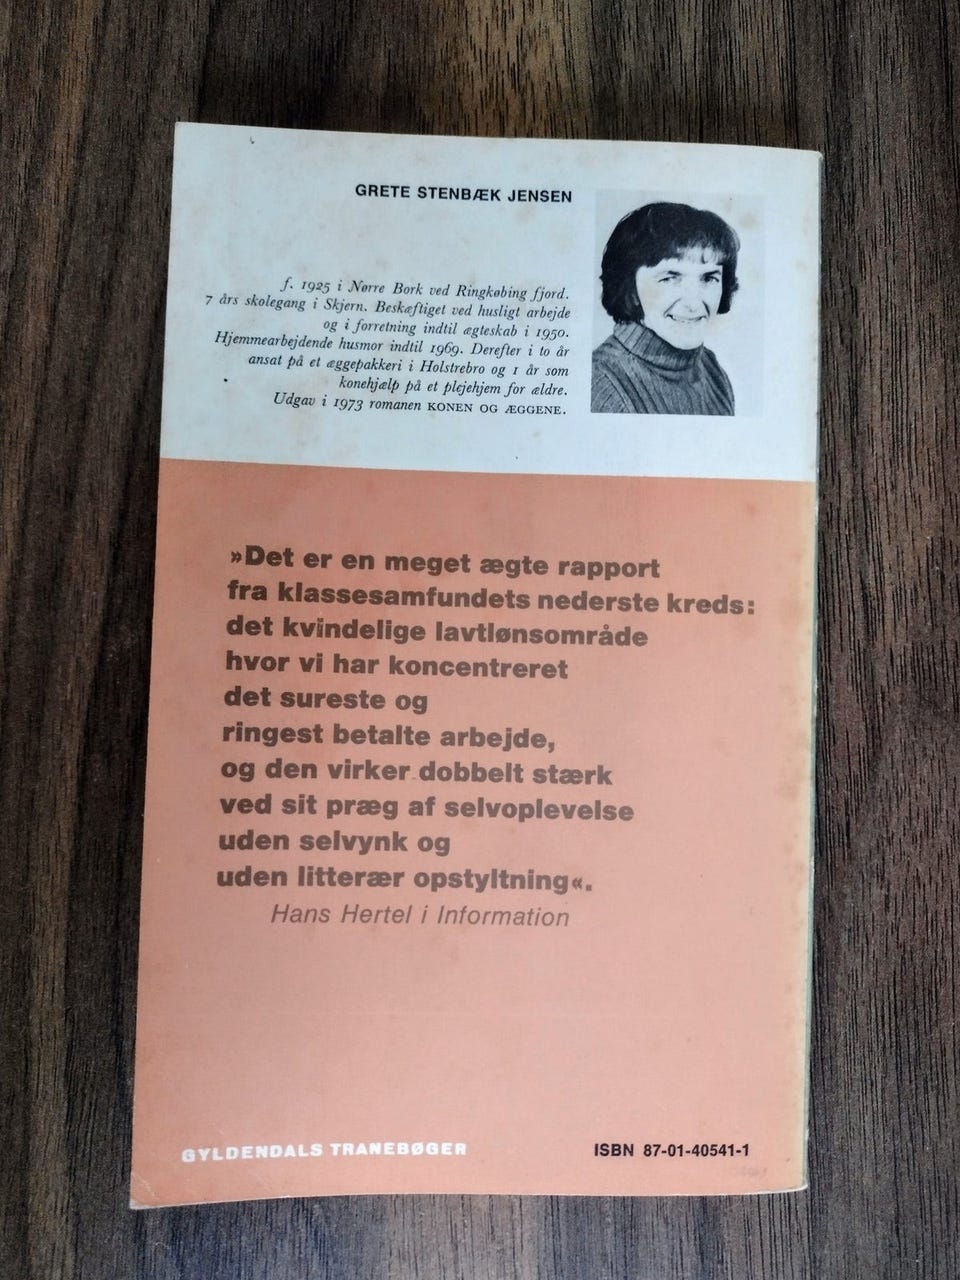 GRETE STENBÆK JENSEN
f. 1925 i Nørre Bork ved Ringkøbing fjord.
7 års skolegang i Skjern. Beskæftiget ved husligt arbejde
og i forretning indtil ægteskab i 1950.
Hjemmearbejdende husmor indtil 1969. Derefter i to år
ansat på et æggepakkeri i Holstrebro og 1 år som
konehjælp på et plejehjem for ældre.
Udgav i 1973 romanen KONEN OG ÆGGENE.
»Det er en meget ægte rapport
fra klassesamfundets nederste kreds:
det kvindelige lavtlønsområde
hvor vi har koncentreret
det sureste og
ringest betalte arbejde,
og den virker dobbelt stærk
ved sit præg af selvoplevelse
uden selvynk og
uden litterær opstyltning«.
Hans Hertel i Information
GYLDENDALS TRANEBØGER
ISBN 87-01-40541-1